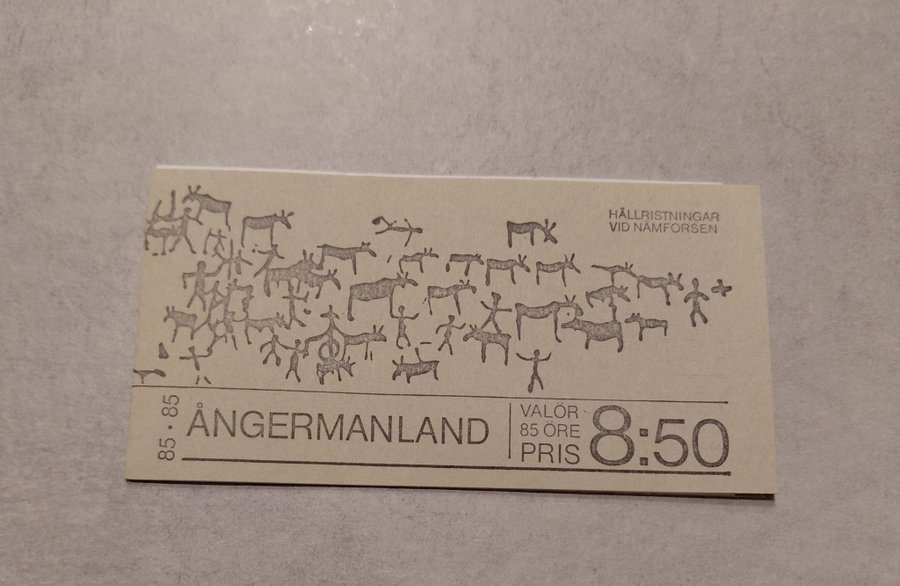 HÄLLRISTNINGAR
VID NÄMFORSEN
85 · 85
ÅNGERMANLAND
VALÖR
85 ÖRE
PRIS
8:50